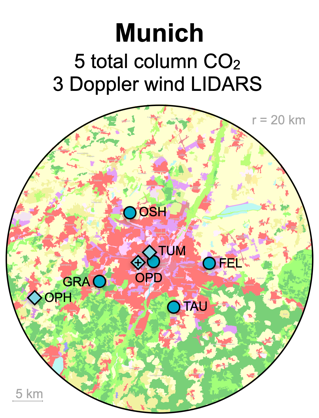 Munich
5 total column CO₂
3 Doppler wind LIDARS
r = 20 km
OSH
TUM
OPD
FEL
GRA
OPH
TAU
5 km